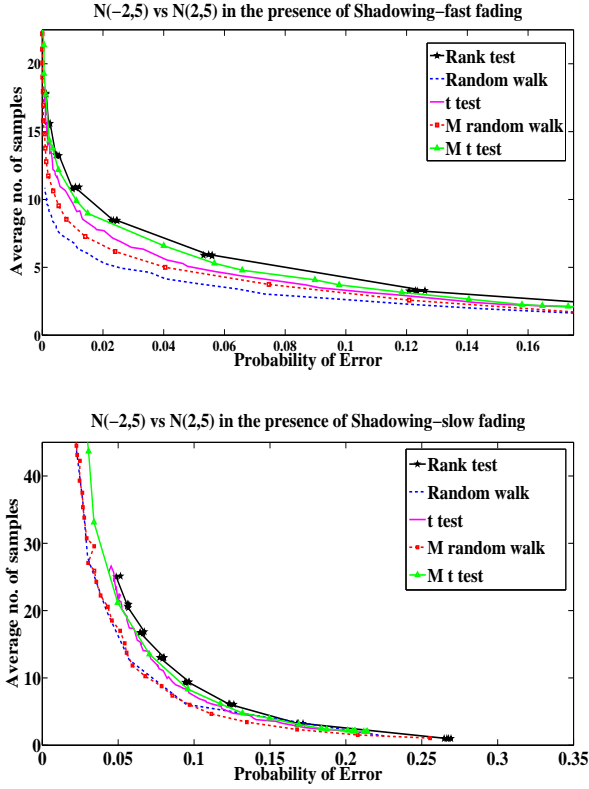 N(−2,5) vs N(2,5) in the presence of Shadowing−fast fading
Average no. of samples
20
15
10
5
0
Rank test
Random walk
t test
M random walk
M t test
0 0.02 0.04 0.06 0.08 0.1 0.12 0.14 0.16
Probability of Error
N(−2,5) vs N(2,5) in the presence of Shadowing−slow fading
Average no. of samples
40
30
20
10
0
Rank test
Random walk
t test
M random walk
M t test
0 0.05 0.1 0.15 0.2 0.25 0.3 0.35
Probability of Error